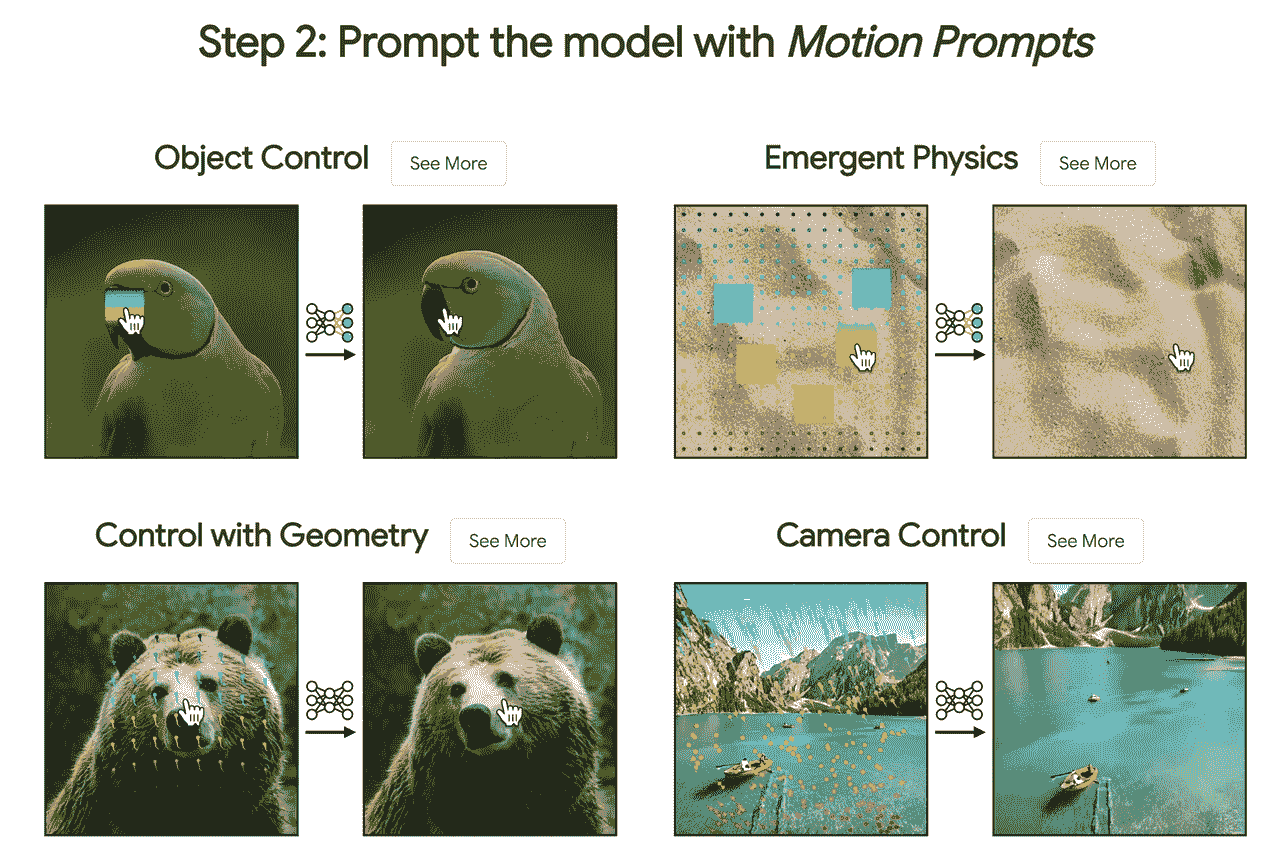 Step 2: Prompt the model with Motion Prompts
Object Control
See More
Emergent Physics
See More
Control with Geometry
See More
Camera Control
See More